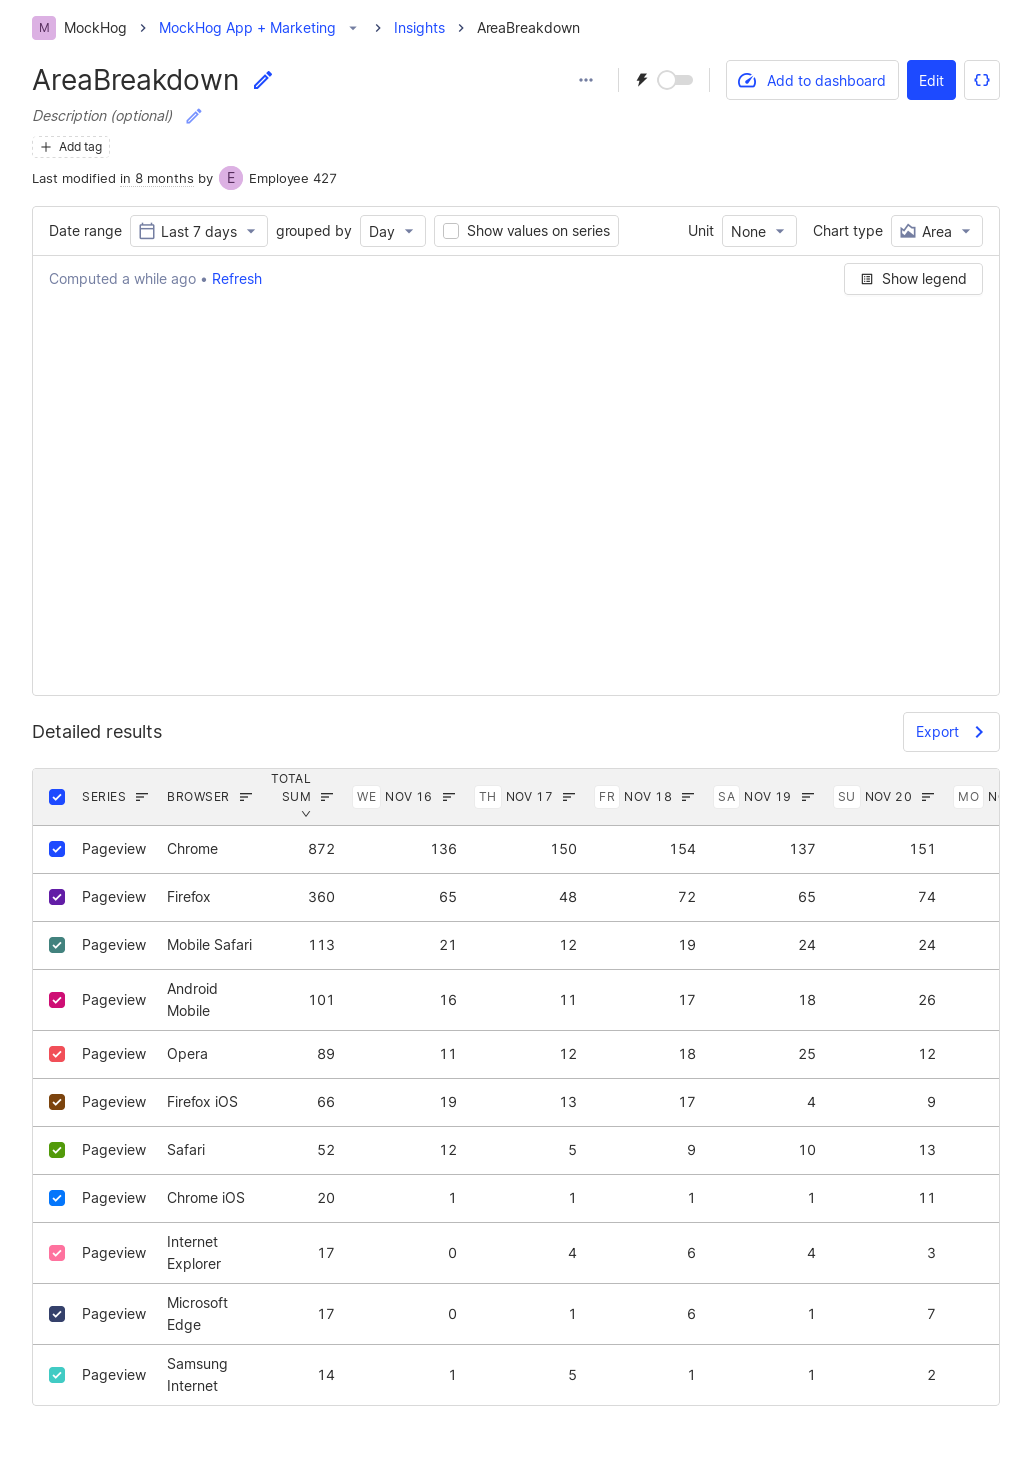 M MockHog MockHog App + Marketing Insights AreaBreakdown
AreaBreakdown
Add to dashboard Edit
Description (optional)
Add tag
Last modified in 8 months by E Employee 427
Date range Last 7 days grouped by Day Show values on series Unit None Chart type Area
Computed a while ago • Refresh Show legend
Detailed results Export
TOTAL
SERIES BROWSER SUM WE NOV 16 TH NOV 17 FR NOV 18 SA NOV 19 SU NOV 20 MO
Pageview Chrome 872 136 150 154 137 151
Pageview Firefox 360 65 48 72 65 74
Pageview Mobile Safari 113 21 12 19 24 24
Pageview Android
Mobile 101 16 11 17 18 26
Pageview Opera 89 11 12 18 25 12
Pageview Firefox iOS 66 19 13 17 4 9
Pageview Safari 52 12 5 9 10 13
Pageview Chrome iOS 20 1 1 1 1 11
Pageview Internet
Explorer 17 0 4 6 4 3
Pageview Microsoft
Edge 17 0 1 6 1 7
Pageview Samsung
Internet 14 1 5 1 1 2